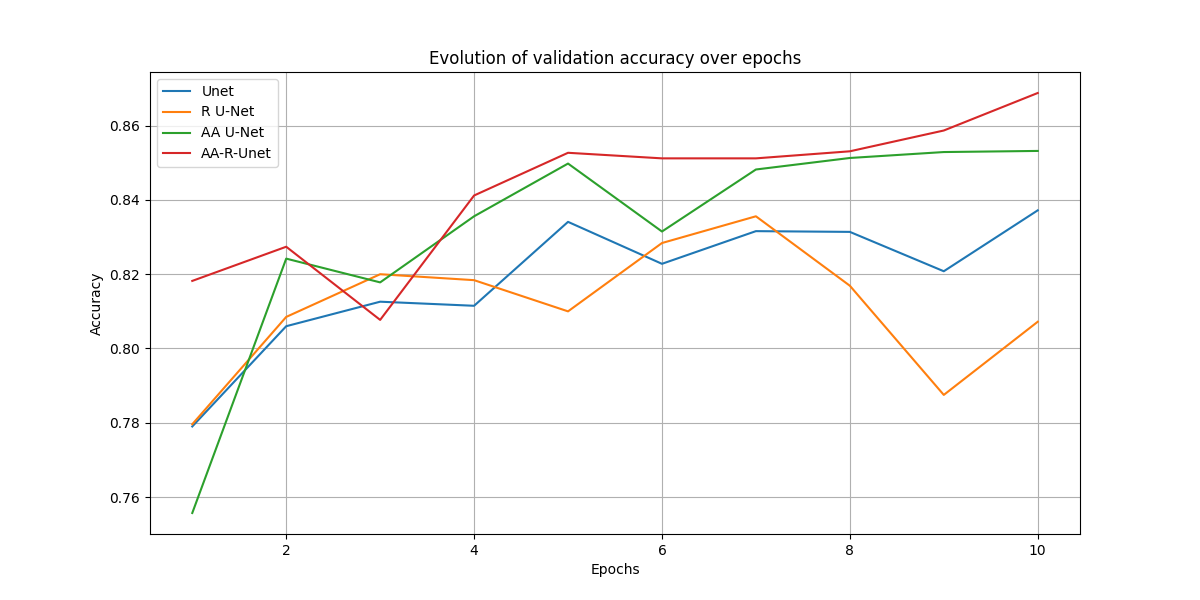 Evolution of validation accuracy over epochs
Unet
R U-Net
AA U-Net
AA-R-Unet
Accuracy
0.86
0.84
0.82
0.80
0.78
0.76
2 4 6 8 10
Epochs